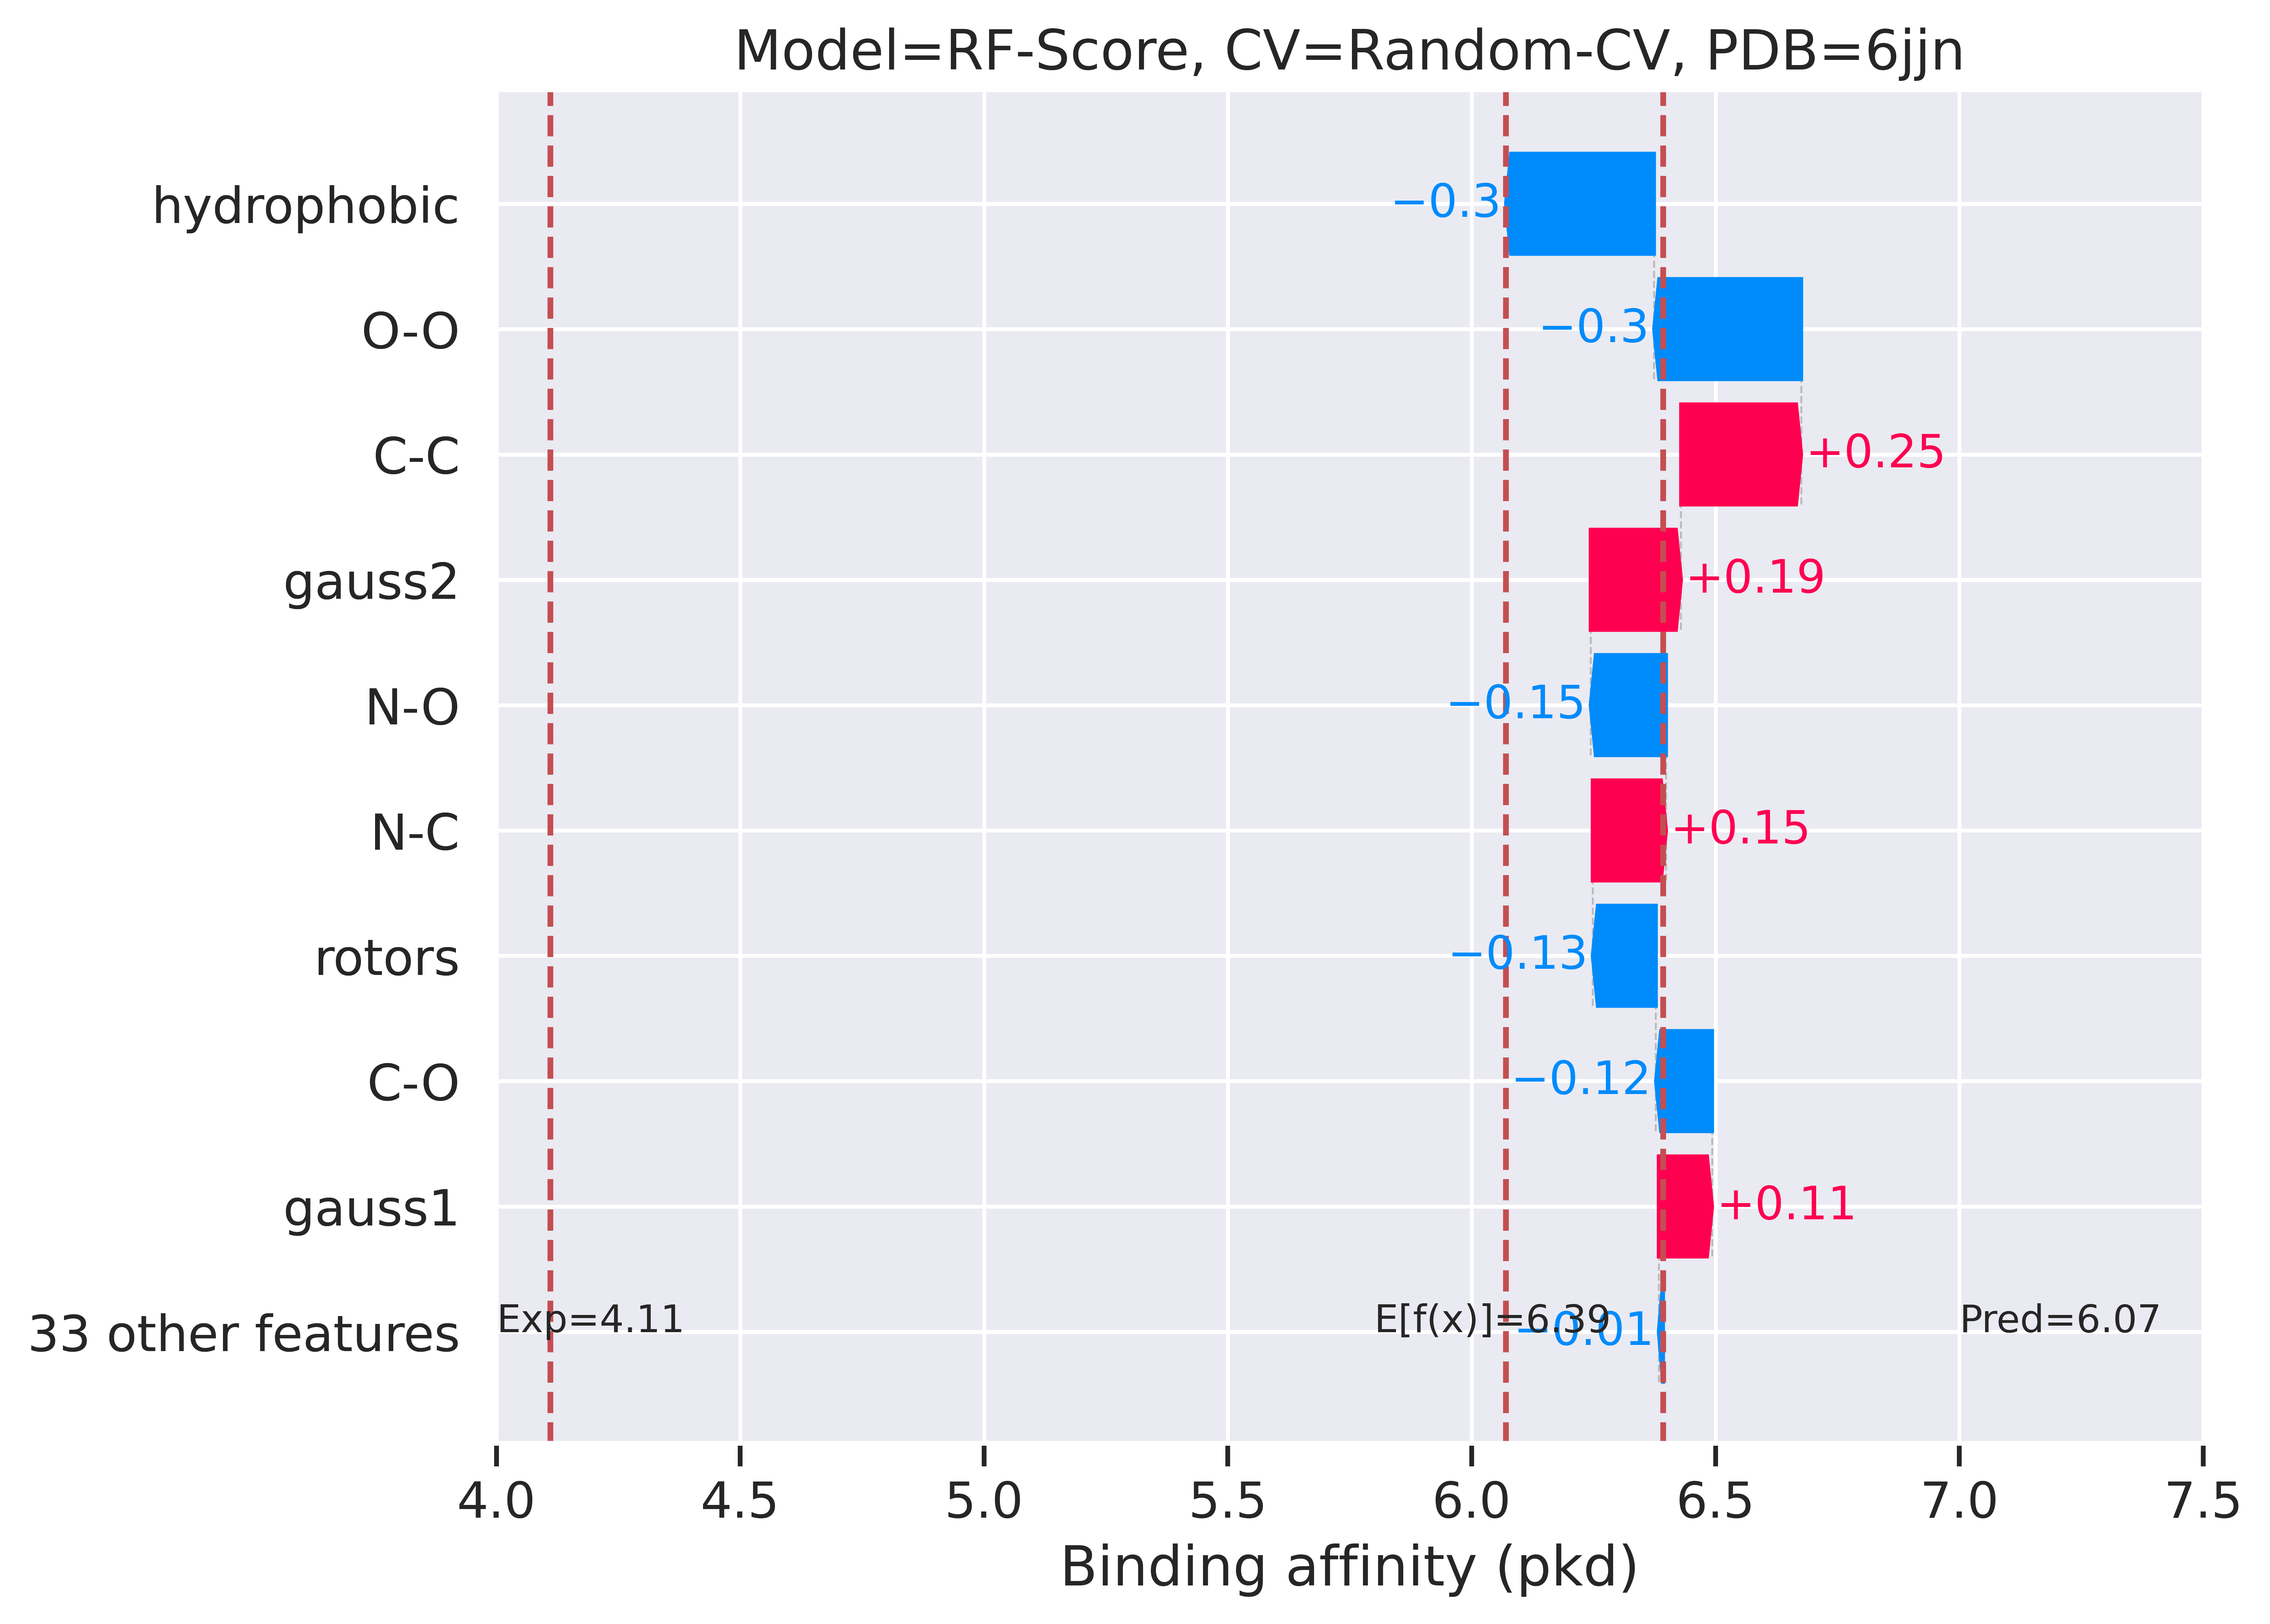 Model=RF-Score, CV=Random-CV, PDB=6jjn
hydrophobic
−0.3
O-O
−0.3
C-C
+0.25
gauss2
+0.19
N-O
−0.15
N-C
+0.15
rotors
−0.13
C-O
−0.12
gauss1
+0.11
33 other features
Exp=4.11
E[f(x)]=6.39
−0.01
Pred=6.07
4.0 4.5 5.0 5.5 6.0 6.5 7.0 7.5
Binding affinity (pkd)